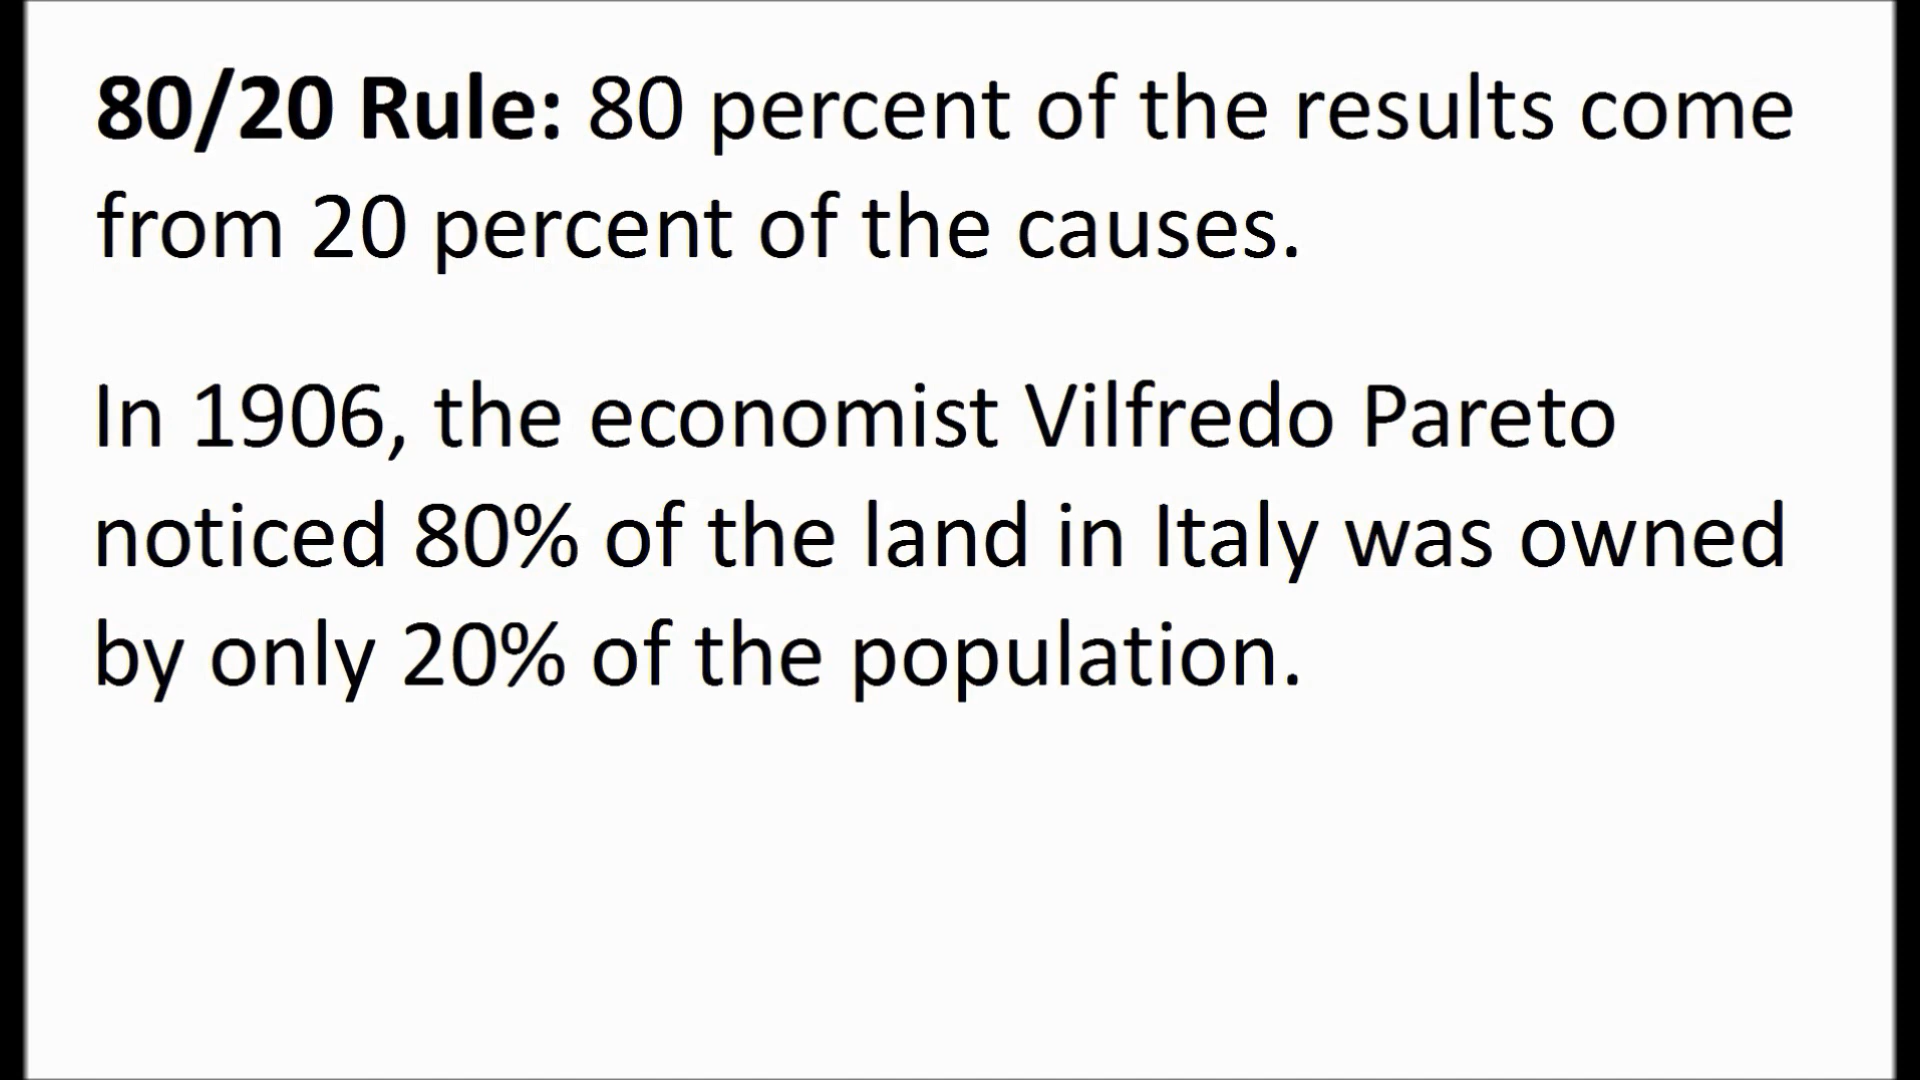 80/20 Rule: 80 percent of the results come
from 20 percent of the causes.
In 1906, the economist Vilfredo Pareto
noticed 80% of the land in Italy was owned
by only 20% of the population.